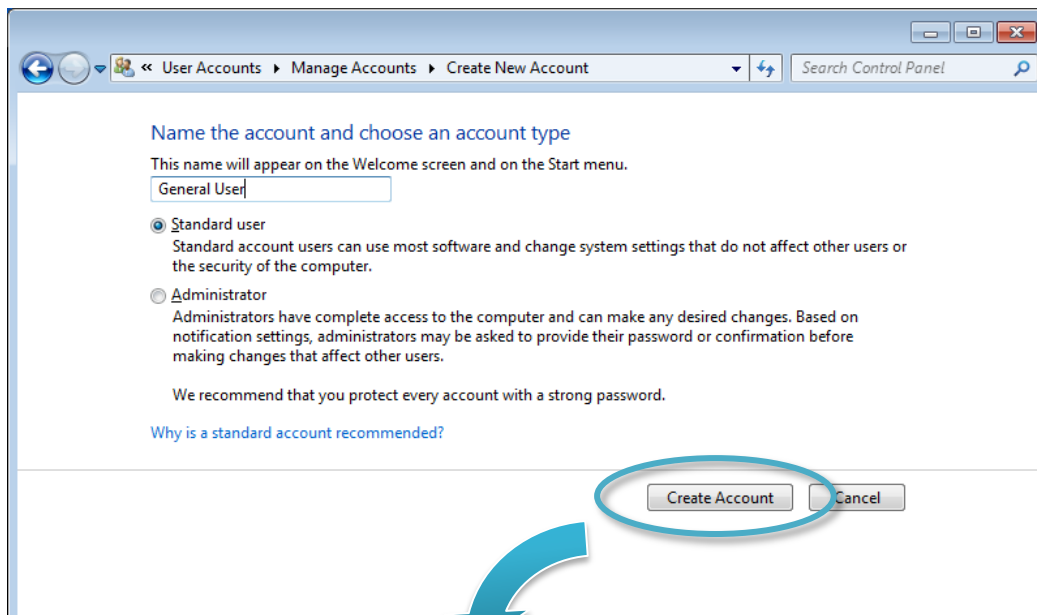 « User Accounts ▸ Manage Accounts ▸ Create New Account
Search Control Panel
Name the account and choose an account type
This name will appear on the Welcome screen and on the Start menu.
General User
Standard user
Standard account users can use most software and change system settings that do not affect other users or
the security of the computer.
Administrator
Administrators have complete access to the computer and can make any desired changes. Based on
notification settings, administrators may be asked to provide their password or confirmation before
making changes that affect other users.
We recommend that you protect every account with a strong password.
Why is a standard account recommended?
Create Account
Cancel